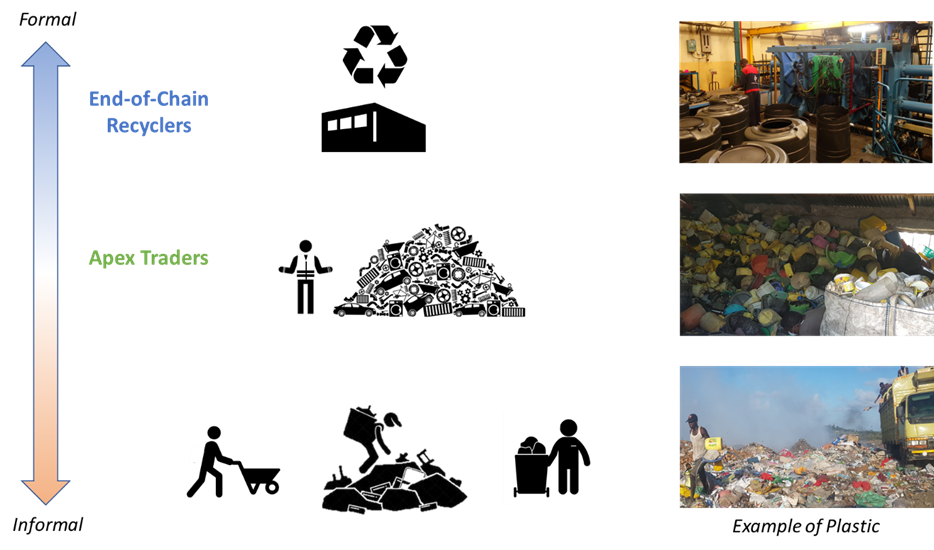 Formal
End-of-Chain
Recyclers
Apex Traders
Informal
Example of Plastic